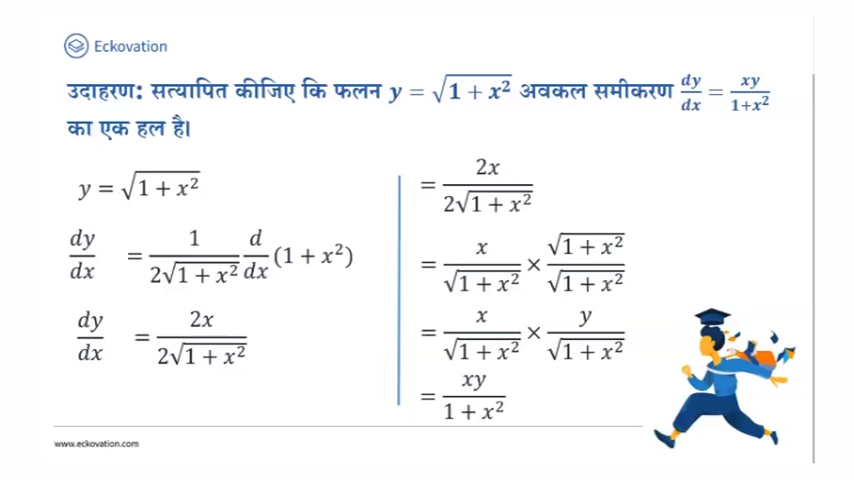 Eckovation
उदाहरण: सत्यापित कीजिए कि फलन y = √(1 + x²) अवकल समीकरण dy/dx = xy/(1+x²)
का एक हल है।
y = √(1 + x²)
dy/dx = 1/(2√(1 + x²)) d/dx (1 + x²)
dy/dx = 2x/(2√(1 + x²))
= 2x/(2√(1 + x²))
= x/√(1 + x²) × √(1 + x²)/√(1 + x²)
= x/√(1 + x²) × y/√(1 + x²)
= xy/(1 + x²)
www.eckovation.com